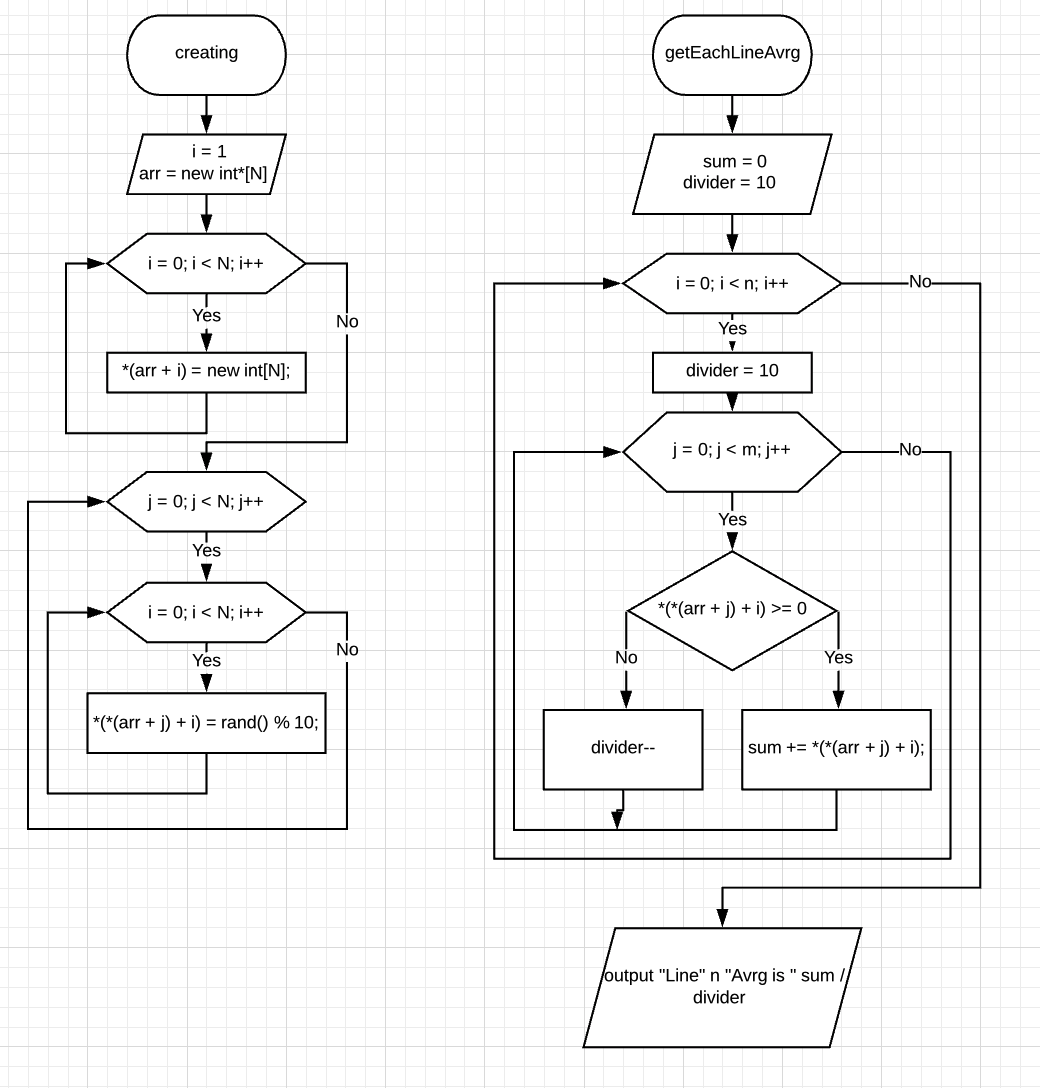 creating
i = 1
arr = new int*[N]
i = 0; i < N; i++
Yes
No
*(arr + i) = new int[N];
j = 0; j < N; j++
Yes
i = 0; i < N; i++
Yes
No
*(*(arr + j) + i) = rand() % 10;
getEachLineAvrg
sum = 0
divider = 10
i = 0; i < n; i++
No
Yes
divider = 10
j = 0; j < m; j++
No
Yes
*(*(arr + j) + i) >= 0
No
Yes
divider--
sum += *(*(arr + j) + i);
output "Line" n "Avrg is " sum /
divider